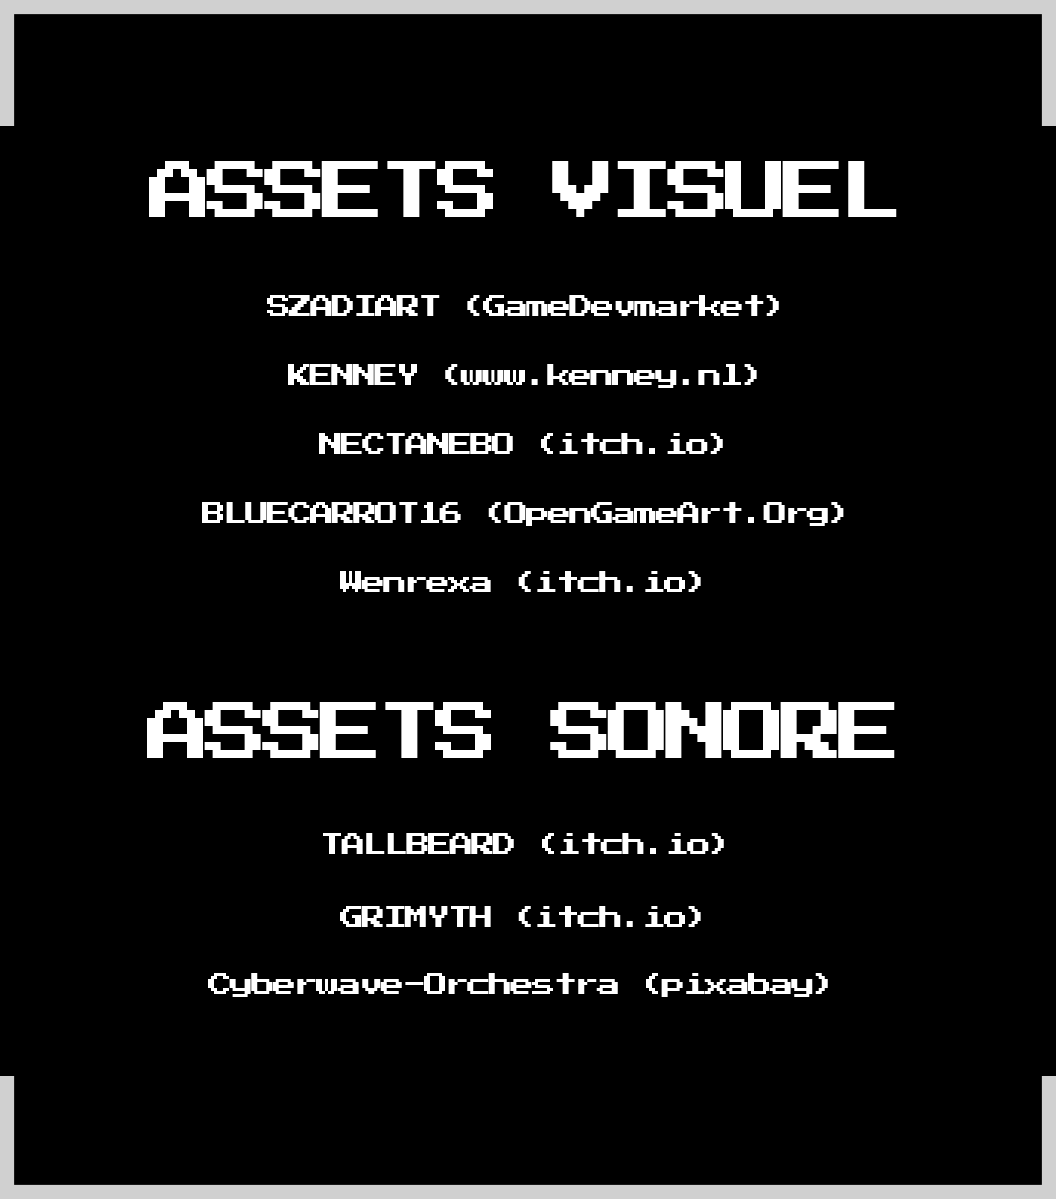 ASSETS VISUEL
SZADIART (GameDevmarket)
KENNEY (www.kenney.nl)
NECTANEBO (itch.io)
BLUECARROT16 (OpenGameArt.Org)
Wenrexa (itch.io)
ASSETS SONORE
TALLBEARD (itch.io)
GRIMYTH (itch.io)
Cyberwave-Orchestra (pixabay)